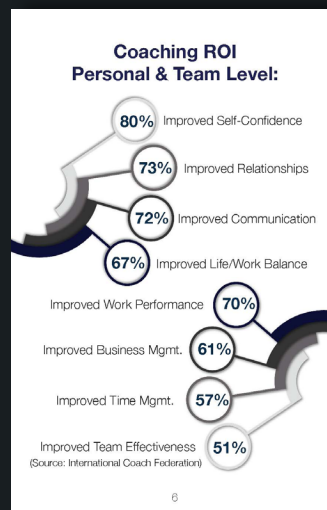 Coaching ROI
Personal & Team Level:
80% Improved Self-Confidence
73% Improved Relationships
72% Improved Communication
67% Improved Life/Work Balance
Improved Work Performance 70%
Improved Business Mgmt. 61%
Improved Time Mgmt. 57%
Improved Team Effectiveness 51%
(Source: International Coach Federation)
6